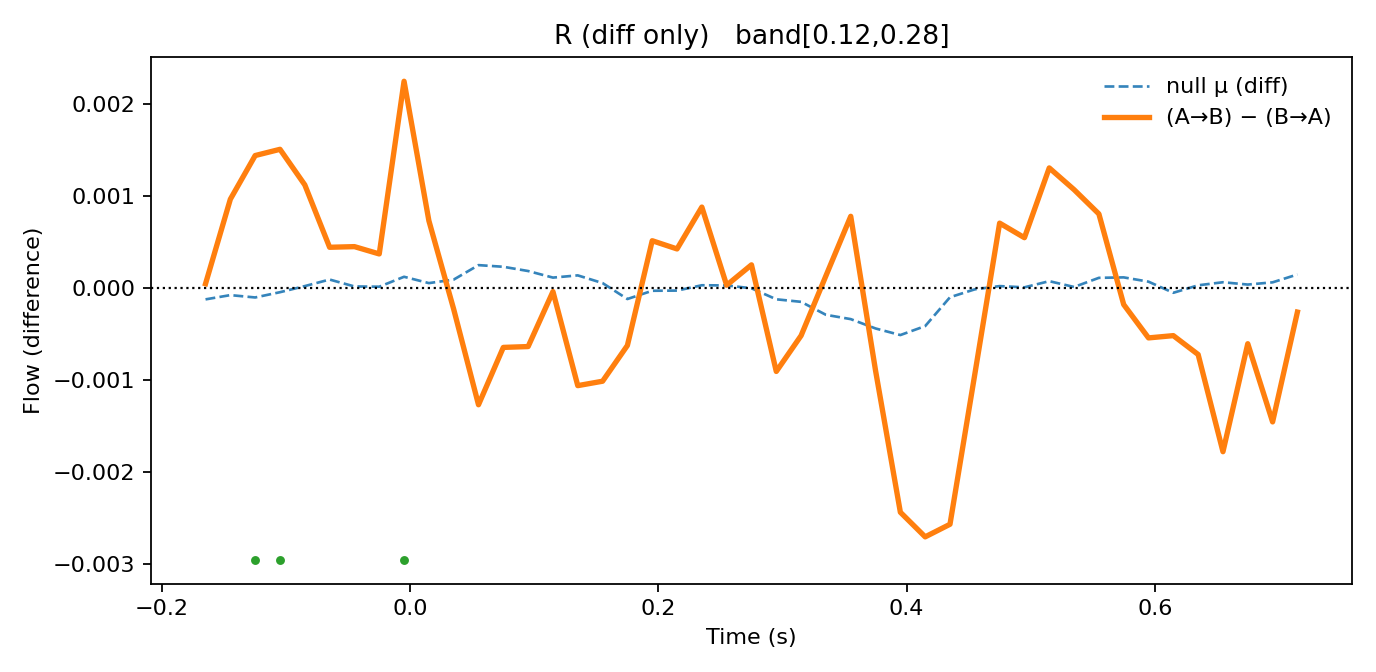 R (diff only)   band[0.12,0.28]
null μ (diff)
(A→B) − (B→A)
Flow (difference)
0.002
0.001
0.000
−0.001
−0.002
−0.003
−0.2
0.0
0.2
0.4
0.6
Time (s)